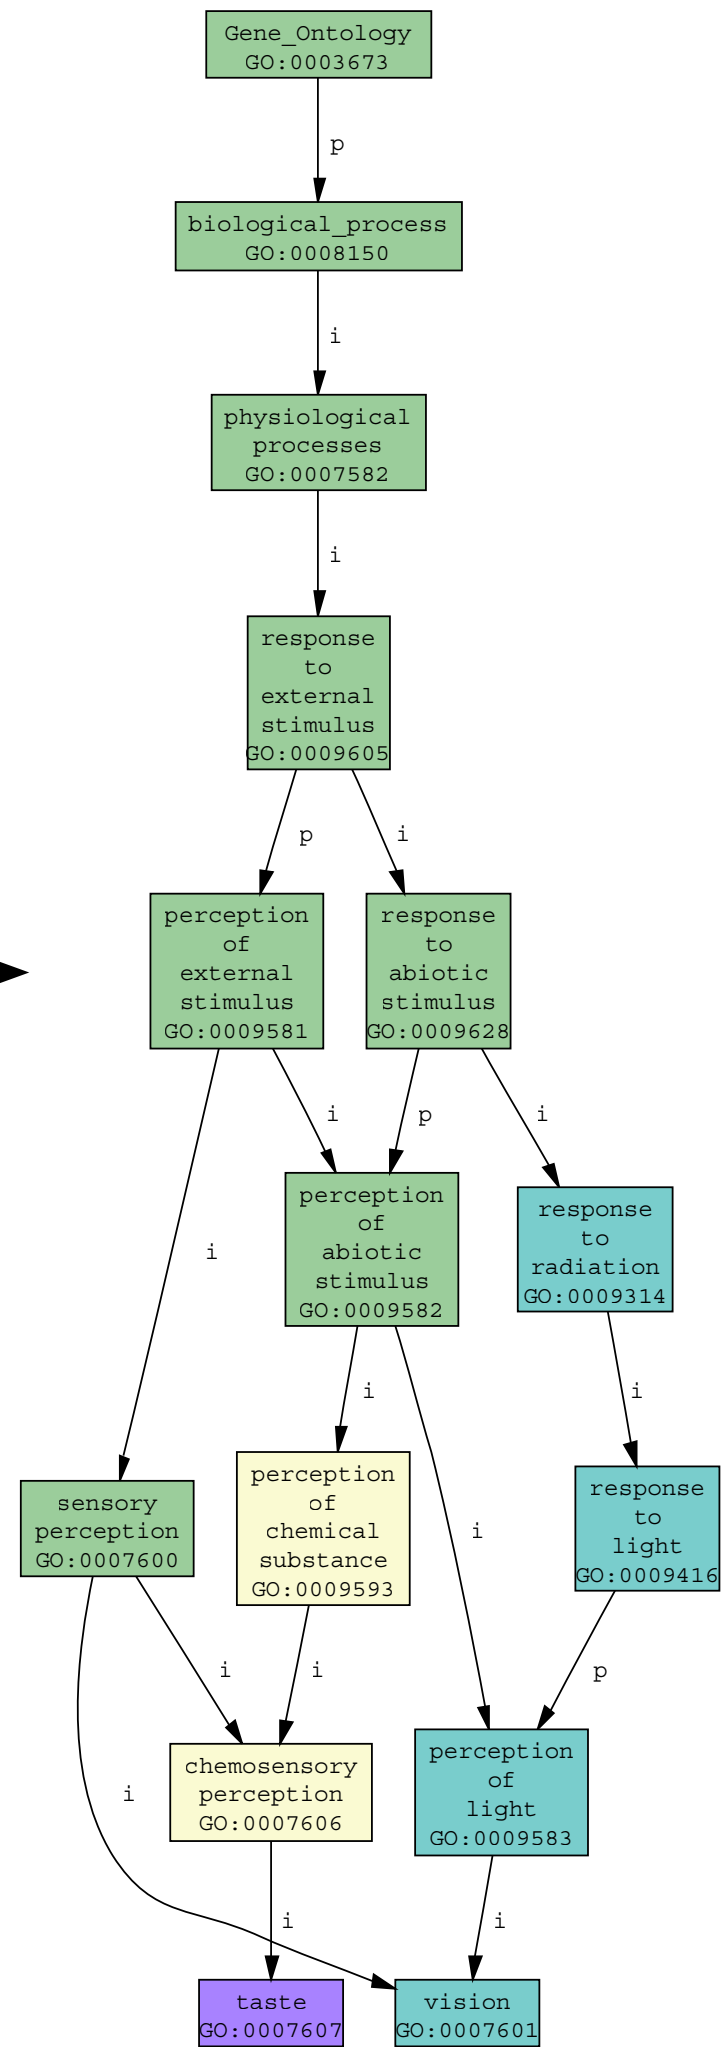 Gene_Ontology
GO:0003673
p
biological_process
GO:0008150
i
physiological
processes
GO:0007582
i
response
to
external
stimulus
GO:0009605
p
i
perception
of
external
stimulus
GO:0009581
response
to
abiotic
stimulus
GO:0009628
i
p
i
perception
of
abiotic
stimulus
GO:0009582
response
to
radiation
GO:0009314
i
i
i
perception
of
chemical
substance
GO:0009593
response
to
light
GO:0009416
sensory
perception
GO:0007600
i
i
i
p
chemosensory
perception
GO:0007606
perception
of
light
GO:0009583
i
i
i
taste
GO:0007607
vision
GO:0007601